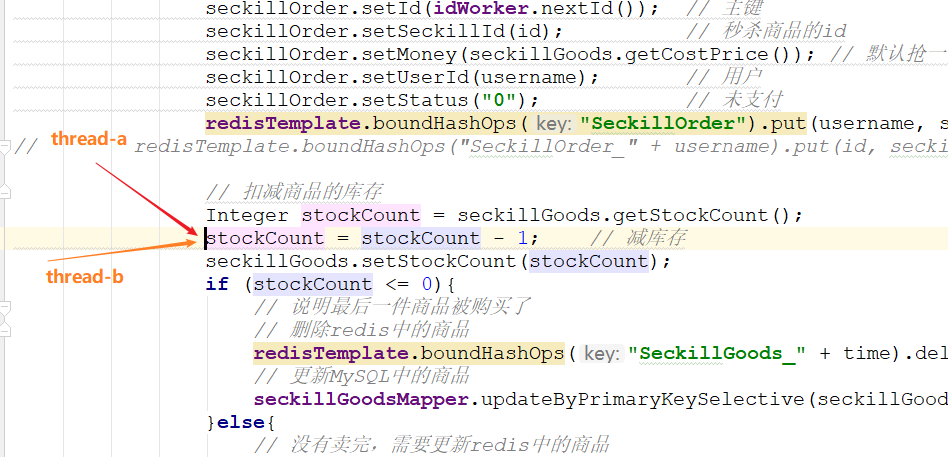 seckillOrder.setId(idWorker.nextId()); // 主键
seckillOrder.setSeckillId(id); // 秒杀商品的id
seckillOrder.setMoney(seckillGoods.getCostPrice()); // 默认抢一
seckillOrder.setUserId(username); // 用户
seckillOrder.setStatus("0"); // 未支付
redisTemplate.boundHashOps( key: "SeckillOrder").put(username, s
thread-a
// redisTemplate.boundHashOps("SeckillOrder_" + username).put(id, secki
// 扣减商品的库存
Integer stockCount = seckillGoods.getStockCount();
stockCount = stockCount - 1; // 减库存
thread-b
seckillGoods.setStockCount(stockCount);
if (stockCount <= 0){
// 说明最后一件商品被购买了
// 删除redis中的商品
redisTemplate.boundHashOps( key: "SeckillGoods_" + time).del
// 更新MySQL中的商品
seckillGoodsMapper.updateByPrimaryKeySelective(seckillGood
}else{
// 没有卖完，需要更新redis中的商品